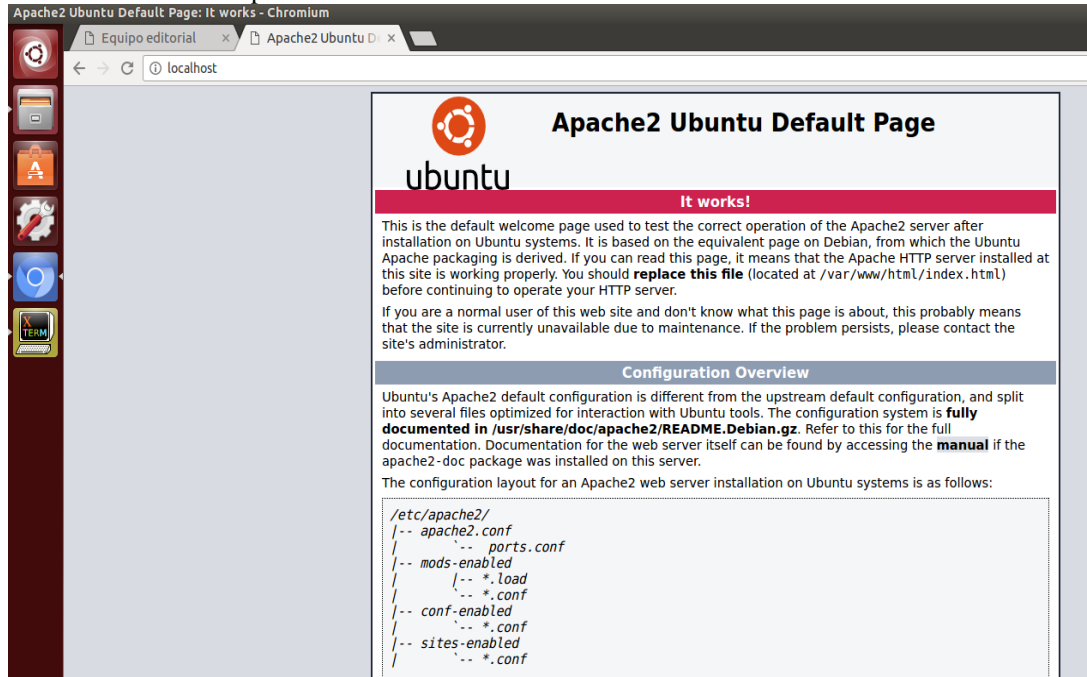 Apache2 Ubuntu Default Page: It works - Chromium
Equipo editorial × Apache2 Ubuntu D ×
localhost
ubuntu
Apache2 Ubuntu Default Page
It works!
This is the default welcome page used to test the correct operation of the Apache2 server after
installation on Ubuntu systems. It is based on the equivalent page on Debian, from which the Ubuntu
Apache packaging is derived. If you can read this page, it means that the Apache HTTP server installed at
this site is working properly. You should replace this file (located at /var/www/html/index.html)
before continuing to operate your HTTP server.
If you are a normal user of this web site and don't know what this page is about, this probably means
that the site is currently unavailable due to maintenance. If the problem persists, please contact the
site's administrator.
Configuration Overview
Ubuntu's Apache2 default configuration is different from the upstream default configuration, and split
into several files optimized for interaction with Ubuntu tools. The configuration system is fully
documented in /usr/share/doc/apache2/README.Debian.gz. Refer to this for the full
documentation. Documentation for the web server itself can be found by accessing the manual if the
apache2-doc package was installed on this server.
The configuration layout for an Apache2 web server installation on Ubuntu systems is as follows:
/etc/apache2/
|-- apache2.conf
|       `--  ports.conf
|-- mods-enabled
|       |-- *.load
|       `-- *.conf
|-- conf-enabled
|       `-- *.conf
|-- sites-enabled
|       `-- *.conf
X
TERM